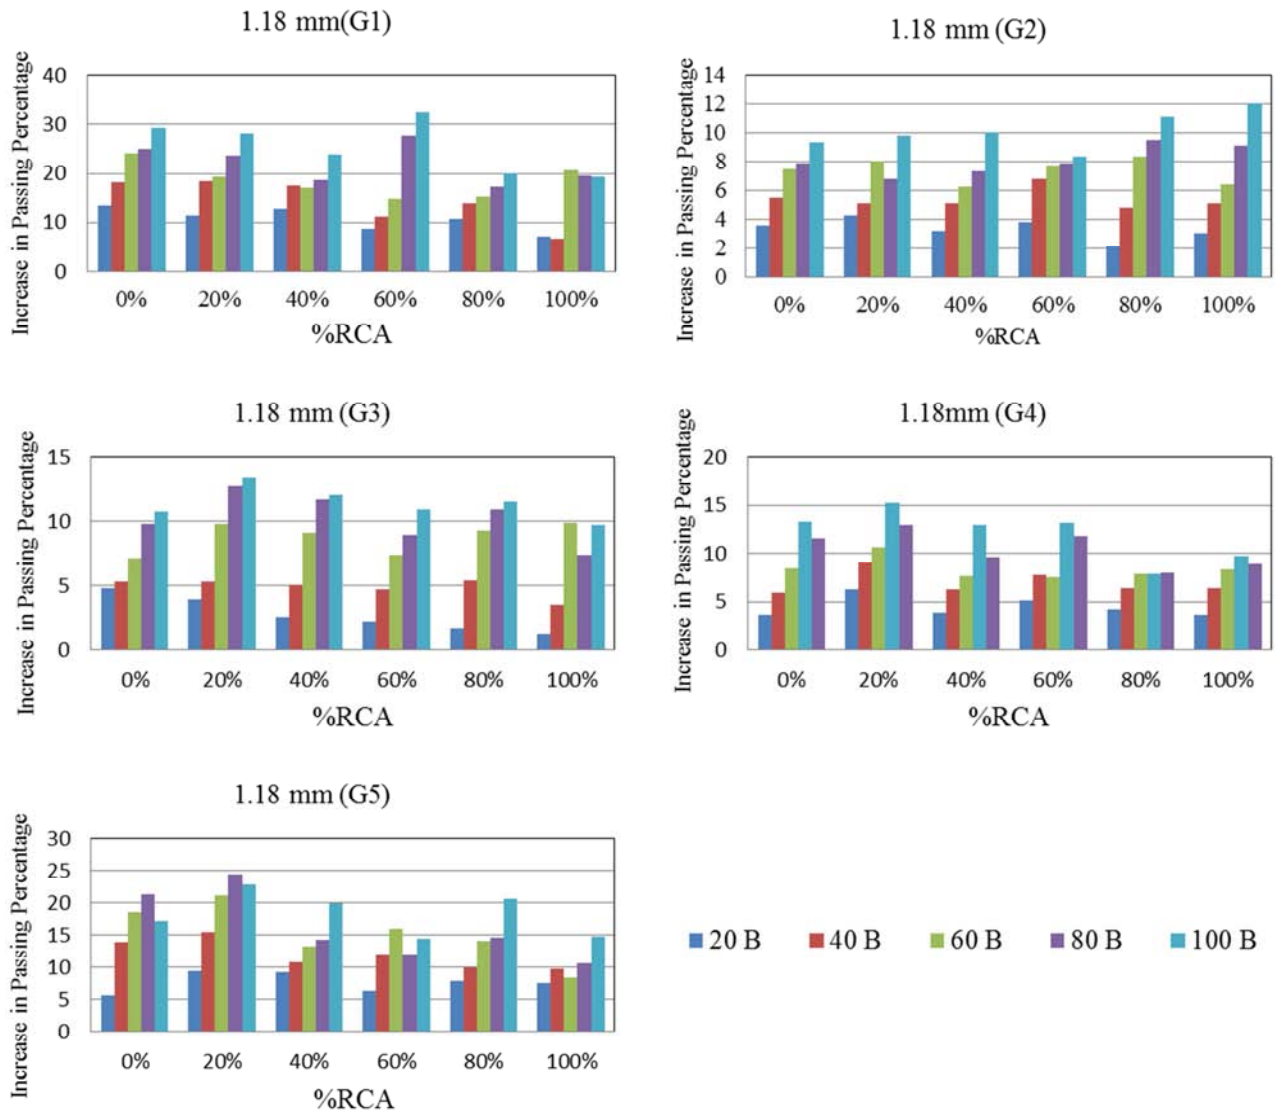 1.18 mm(G1)
Increase in Passing Percentage
40
30
20
10
0
0% 20% 40% 60% 80% 100%
%RCA
1.18 mm (G2)
Increase in Passing Percentage
14
12
10
8
6
4
2
0
0% 20% 40% 60% 80% 100%
%RCA
1.18 mm (G3)
Increase in Passing Percentage
15
10
5
0
0% 20% 40% 60% 80% 100%
%RCA
1.18mm (G4)
Increase in Passing Percentage
20
15
10
5
0
0% 20% 40% 60% 80% 100%
%RCA
1.18 mm (G5)
Increase in Passing Percentage
30
25
20
15
10
5
0
0% 20% 40% 60% 80% 100%
%RCA
20 B 40 B 60 B 80 B 100 B